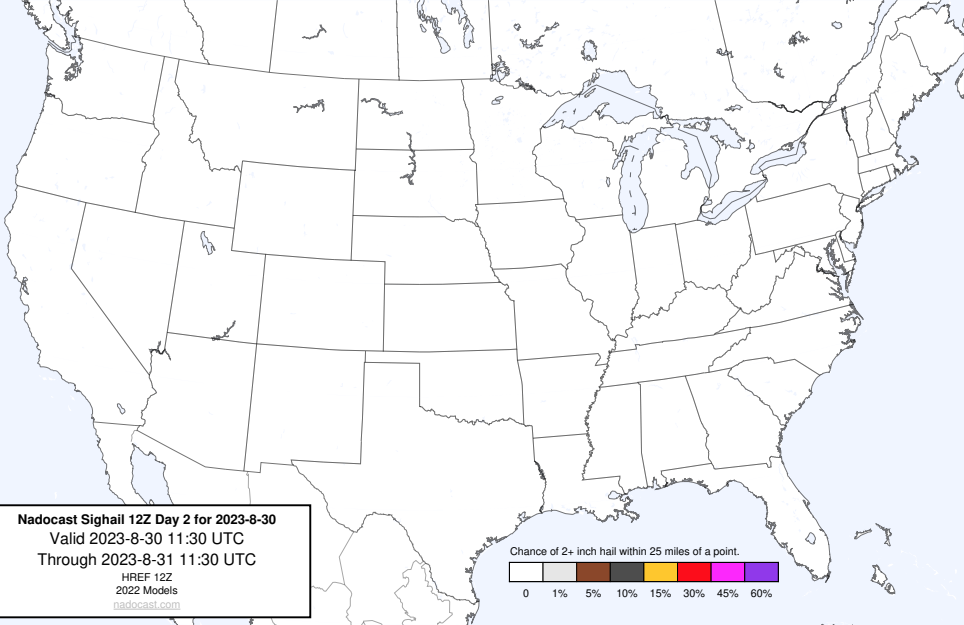 Nadocast Sighail 12Z Day 2 for 2023-8-30
Valid 2023-8-30 11:30 UTC
Through 2023-8-31 11:30 UTC
HREF 12Z
2022 Models
nadocast.com
Chance of 2+ inch hail within 25 miles of a point.
0 1% 5% 10% 15% 30% 45% 60%